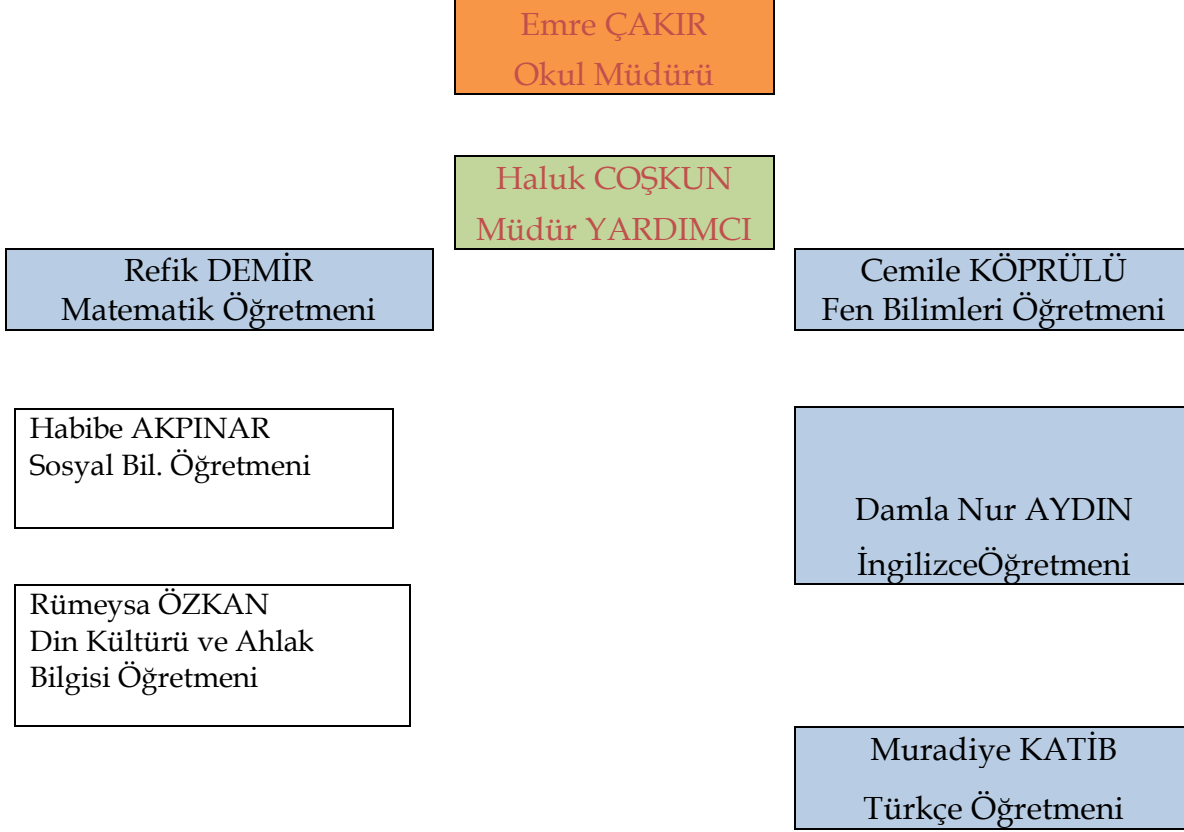 Emre ÇAKIR
Okul Müdürü
Haluk COŞKUN
Müdür YARDIMCI
Refik DEMİR
Matematik Öğretmeni
Cemile KÖPRÜLÜ
Fen Bilimleri Öğretmeni
Habibe AKPINAR
Sosyal Bil. Öğretmeni
Damla Nur AYDIN
İngilizceÖğretmeni
Rümeysa ÖZKAN
Din Kültürü ve Ahlak
Bilgisi Öğretmeni
Muradiye KATİB
Türkçe Öğretmeni